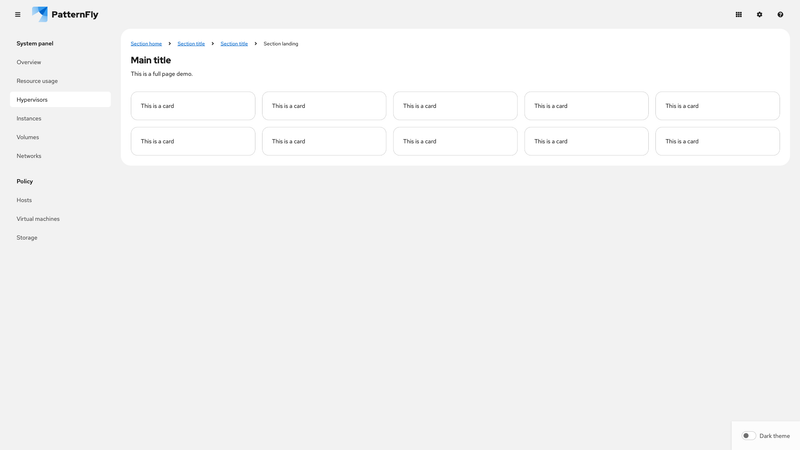 PatternFly
System panel
Overview
Resource usage
Hypervisors
Instances
Volumes
Networks
Policy
Hosts
Virtual machines
Storage
Section home Section title Section title Section landing
Main title
This is a full page demo.
This is a card This is a card This is a card This is a card This is a card
This is a card This is a card This is a card This is a card This is a card
Dark theme